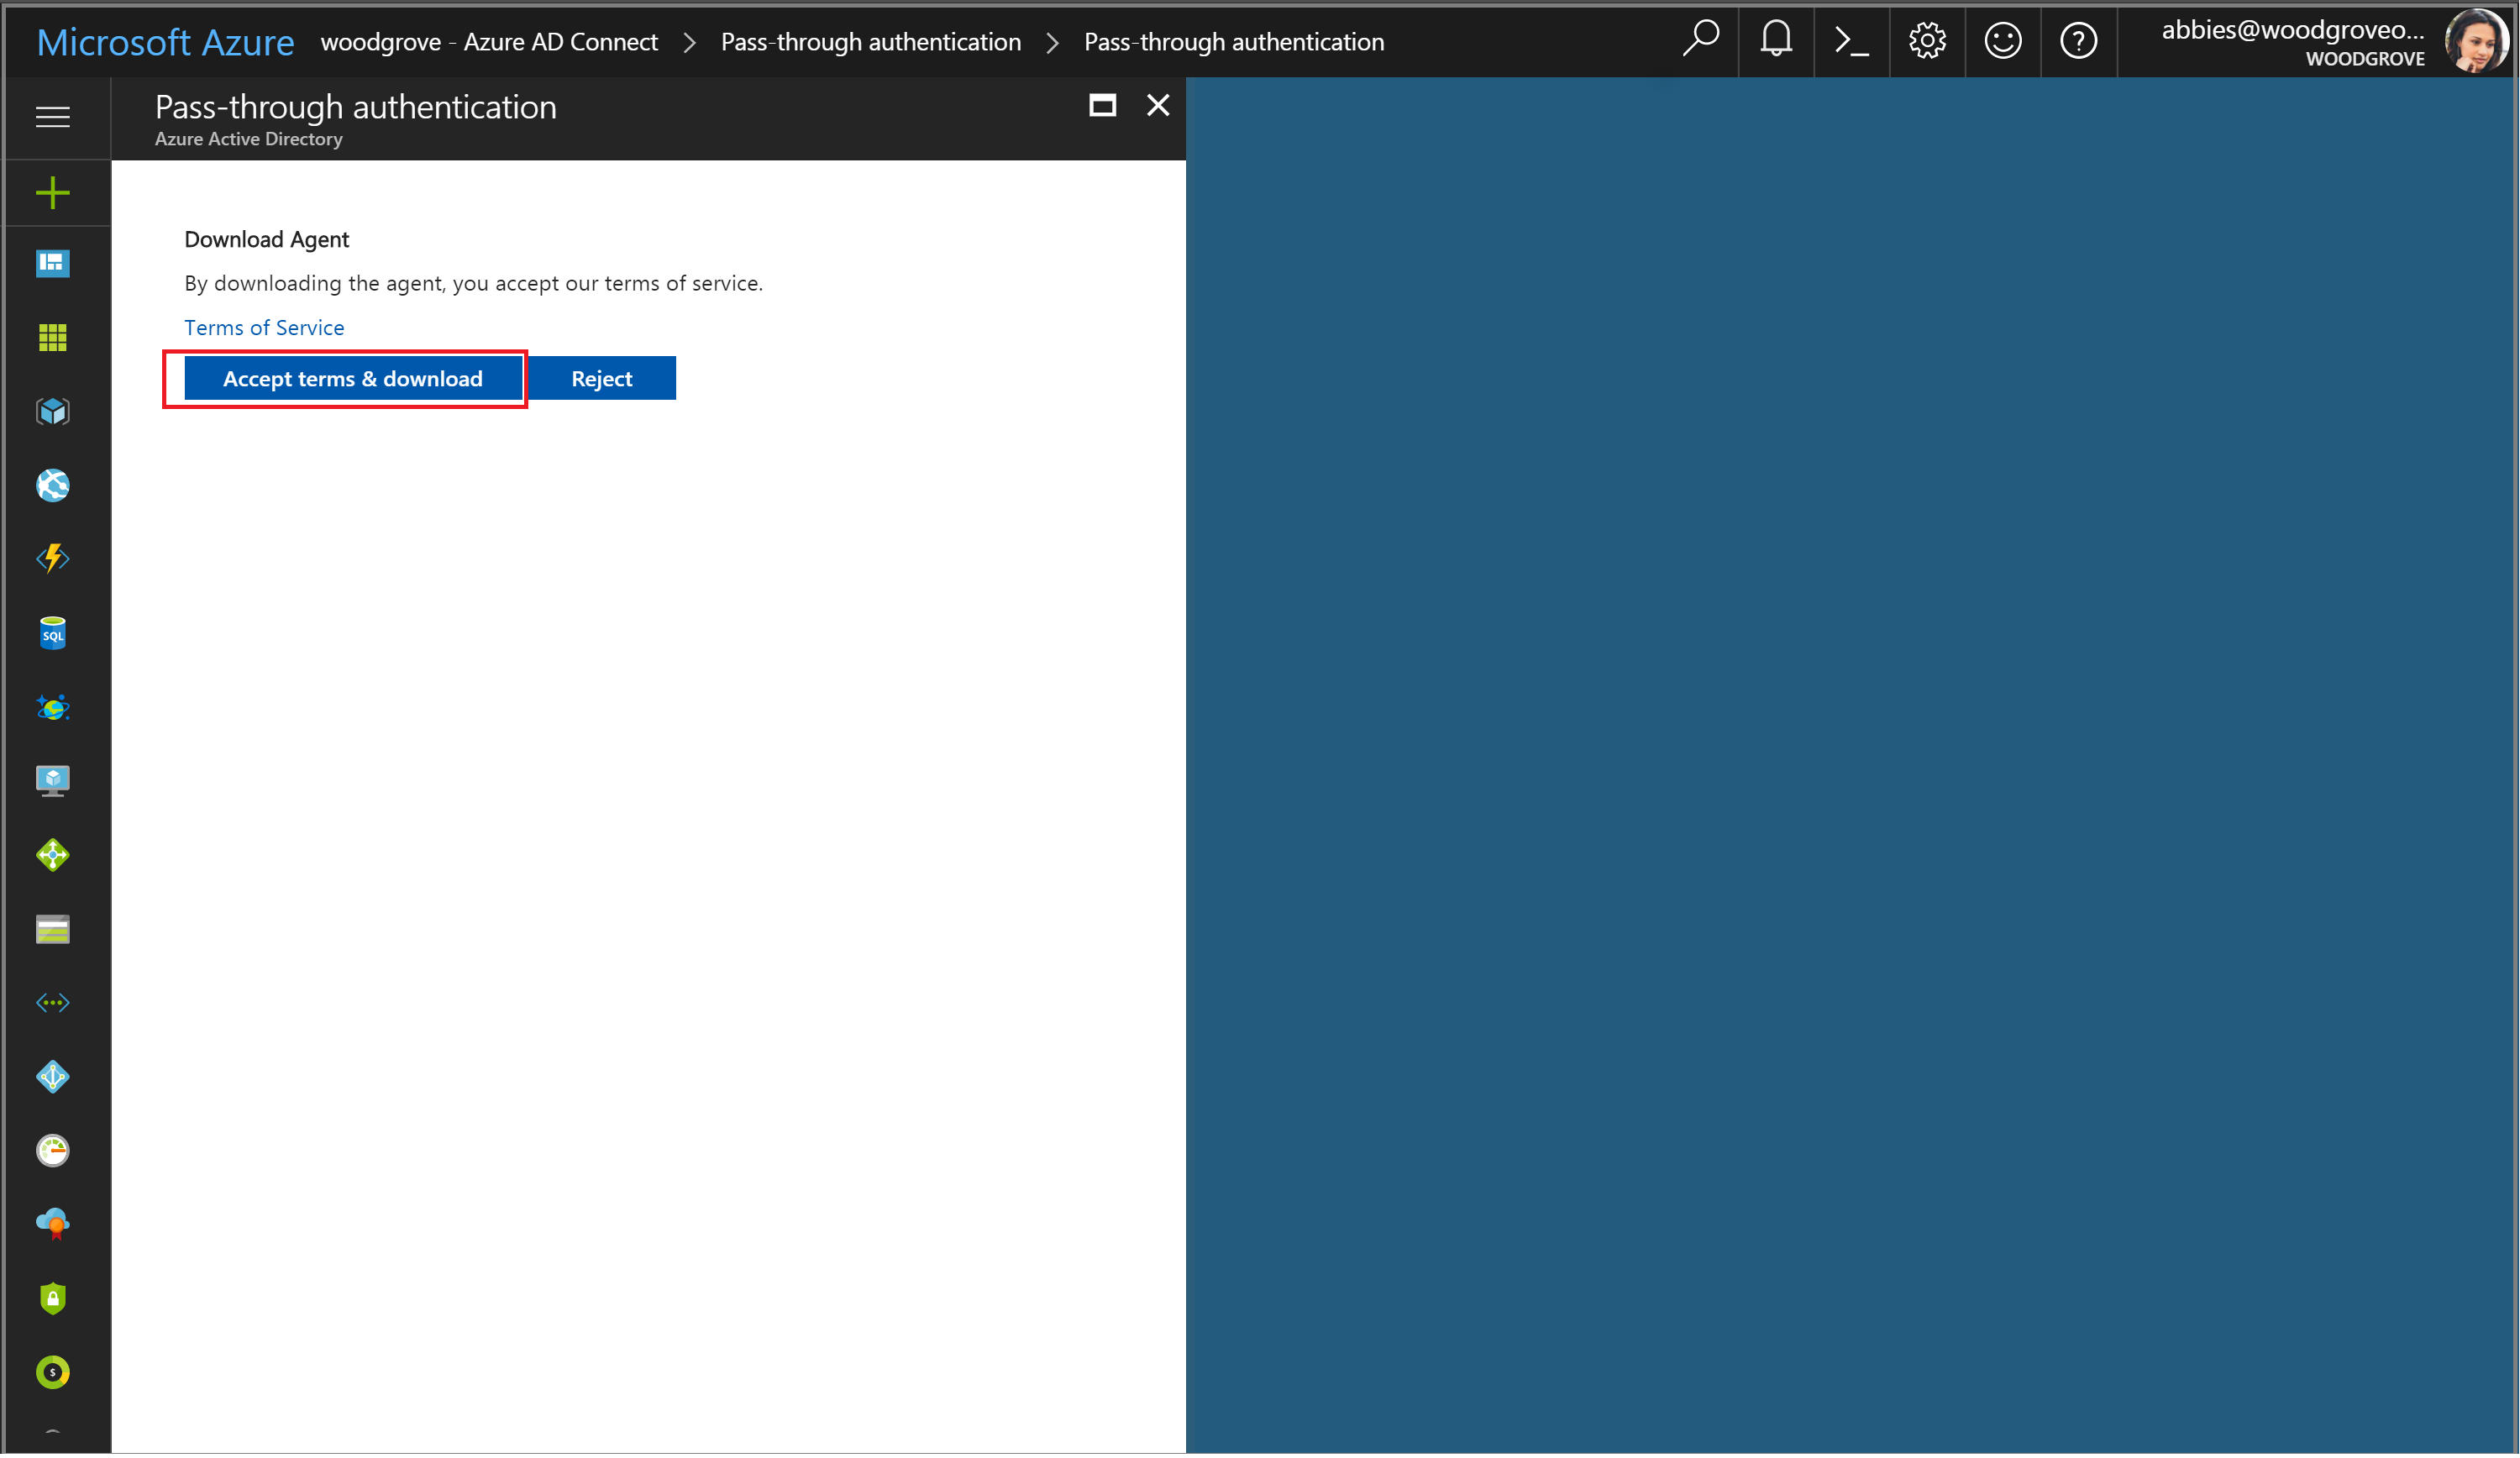 Microsoft Azure woodgrove - Azure AD Connect > Pass-through authentication > Pass-through authentication
abbies@woodgroveo...
WOODGROVE
Pass-through authentication
Azure Active Directory
Download Agent
By downloading the agent, you accept our terms of service.
Terms of Service
Accept terms & download Reject
SQL
$